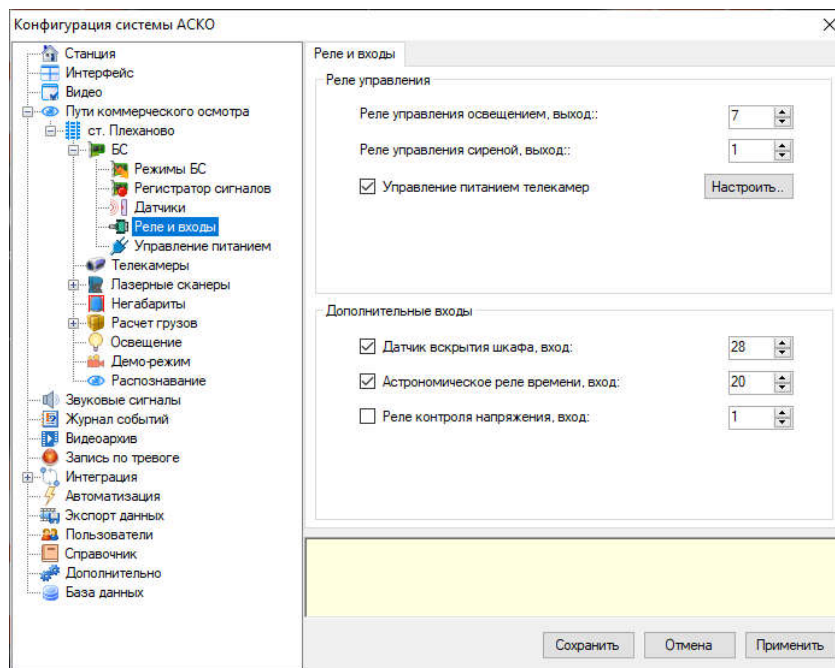 Конфигурация системы АСКО
Станция
Интерфейс
Видео
Пути коммерческого осмотра
ст. Плеханово
БС
Режимы БС
Регистратор сигналов
Датчики
Реле и входы
Управление питанием
Телекамеры
Лазерные сканеры
Негабариты
Расчет грузов
Освещение
Демо-режим
Распознавание
Звуковые сигналы
Журнал событий
Видеоархив
Запись по тревоге
Интеграция
Автоматизация
Экспорт данных
Пользователи
Справочник
Дополнительно
База данных
Реле и входы
Реле управления
Реле управления освещением, выход:: 7
Реле управления сиреной, выход:: 1
Управление питанием телекамер Настроить..
Дополнительные входы
Датчик вскрытия шкафа, вход: 28
Астрономическое реле времени, вход: 20
Реле контроля напряжения, вход: 1
Сохранить Отмена Применить